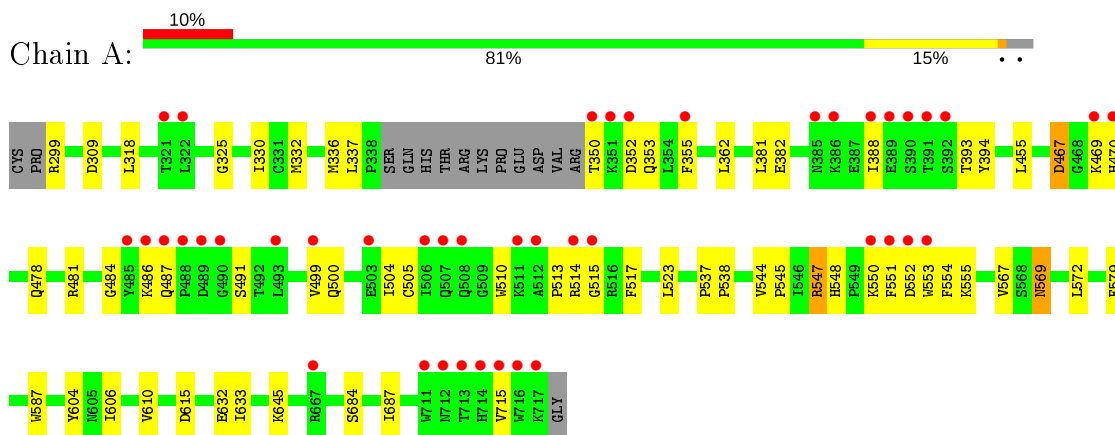 10%
Chain A:
81% 15% • •
CYS PRO R299 D309 L318 T321 L322 G325 I330 C331 M332 M336 L337 P338 SER GLN HIS THR ARG LYS PRO GLU ASP VAL ARG T350 K351 D352 Q353 L354 F355 L362 L381 E382 N385 K386 E387 I388 E389 S390 T391 S392 T393 Y394 L455 D467 G468 K469 H470
Q478 R481 G484 Y485 K486 Q487 P488 D489 G490 S491 T492 L493 V499 Q500 E503 I504 C505 I506 Q507 Q508 G509 W510 K511 A512 P513 R514 G515 R516 F517 L523 P537 P538 V544 P545 I546 R547 H548 P549 K550 F551 D552 W553 F554 K555 V567 S568 N569 L572
W587 Y604 N605 I606 V610 D615 E632 I633 K645 R667 S684 I687 W711 N712 T713 H714 V715 W716 K717 GLY